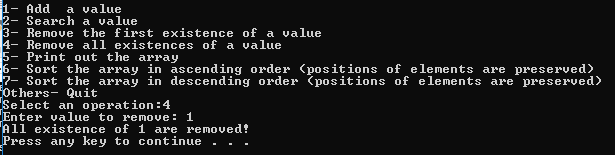 1- Add  a value
2- Search a value
3- Remove the first existence of a value
4- Remove all existences of a value
5- Print out the array
6- Sort the array in ascending order (positions of elements are preserved)
7- Sort the array in descending order (positions of elements are preserved)
Others- Quit
Select an operation:4
Enter value to remove: 1
All existence of 1 are removed!
Press any key to continue . . .